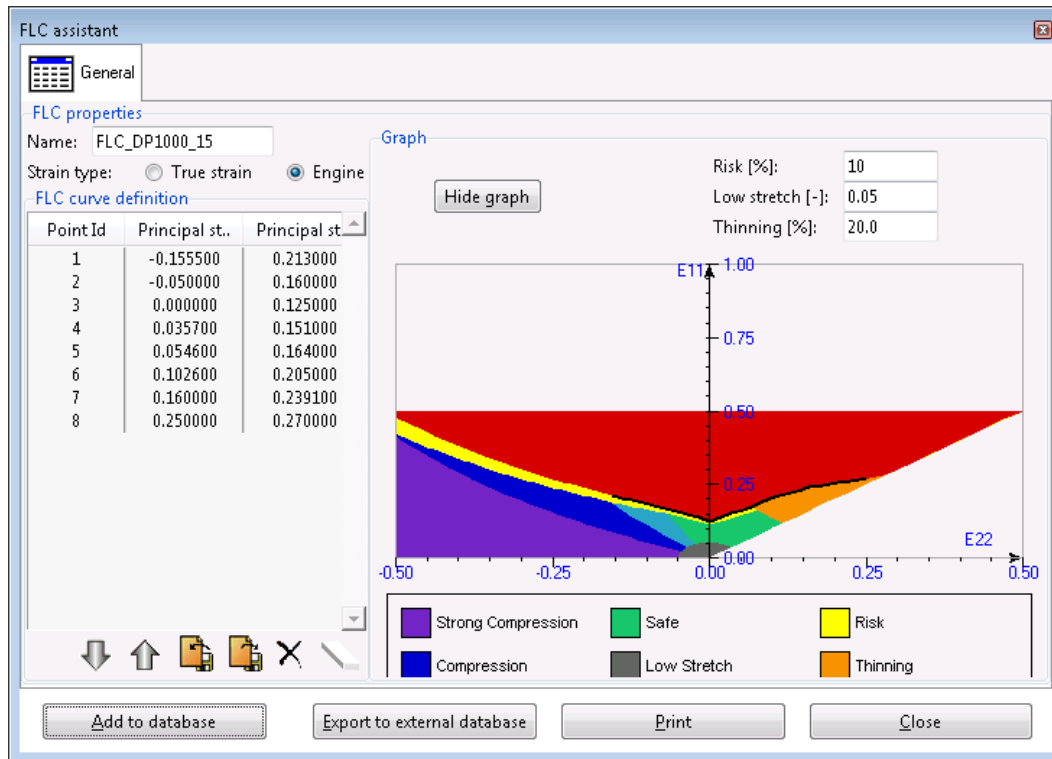 FLC assistant
General
FLC properties
Name: FLC_DP1000_15
Strain type: True strain Engine
FLC curve definition
Point Id Principal st.. Principal st
1 -0.155500 0.213000
2 -0.050000 0.160000
3 0.000000 0.125000
4 0.035700 0.151000
5 0.054600 0.164000
6 0.102600 0.205000
7 0.160000 0.239100
8 0.250000 0.270000
Graph
Hide graph
Risk [%]: 10
Low stretch [-]: 0.05
Thinning [%]: 20.0
E11 1.00
0.75
0.50
0.25
0.00
E22
-0.50 -0.25 0.00 0.25 0.50
Strong Compression Safe Risk
Compression Low Stretch Thinning
Add to database Export to external database Print Close